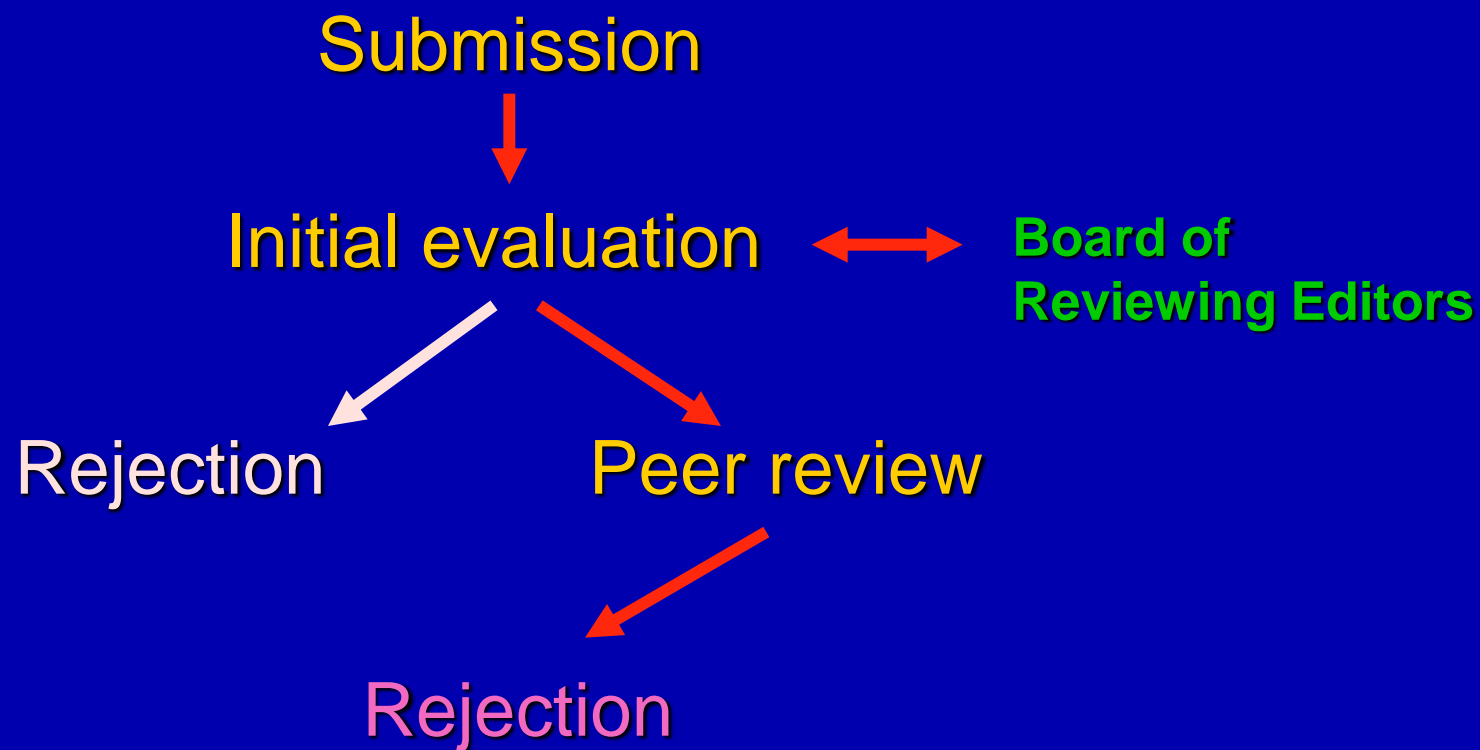 Submission
Initial evaluation
Board of
Reviewing Editors
Rejection
Peer review
Rejection